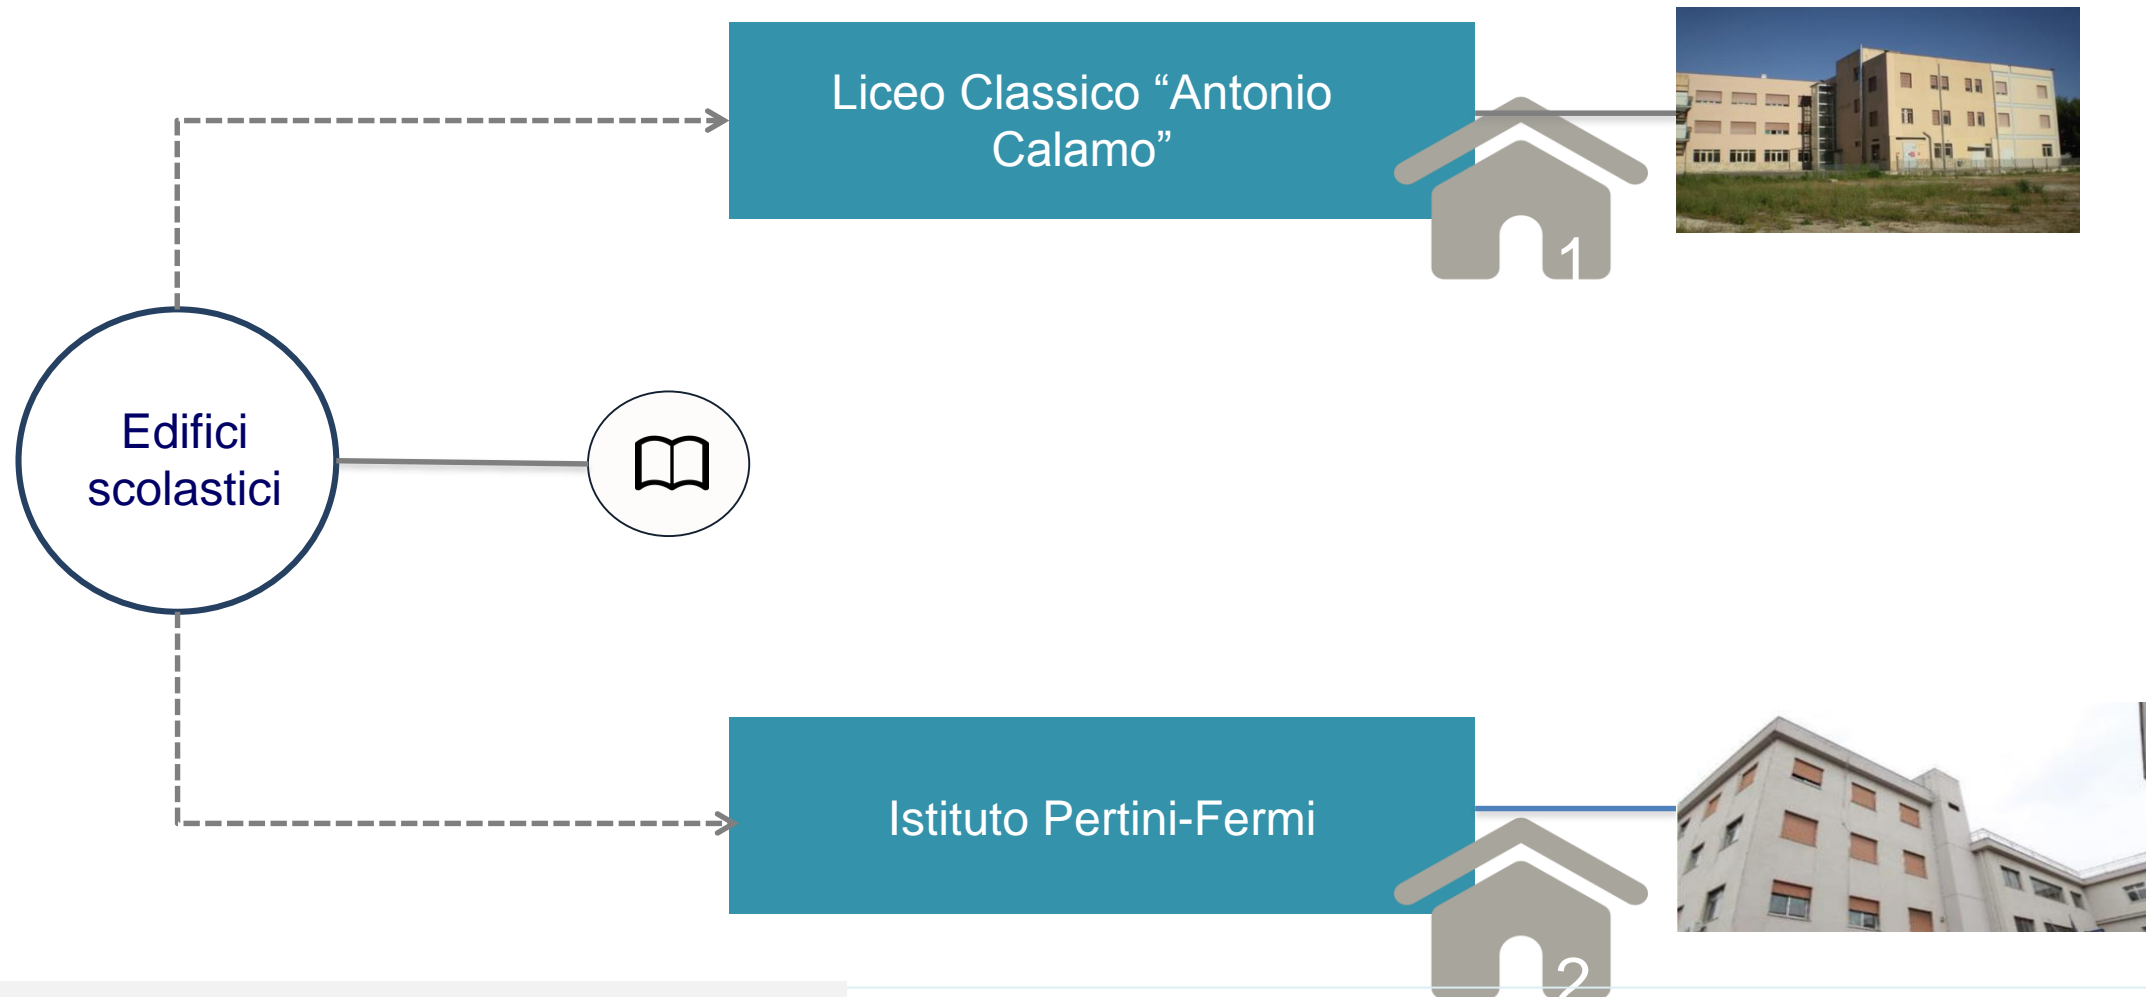 Liceo Classico “Antonio
Calamo”
1
Edifici
scolastici
Istituto Pertini-Fermi
2